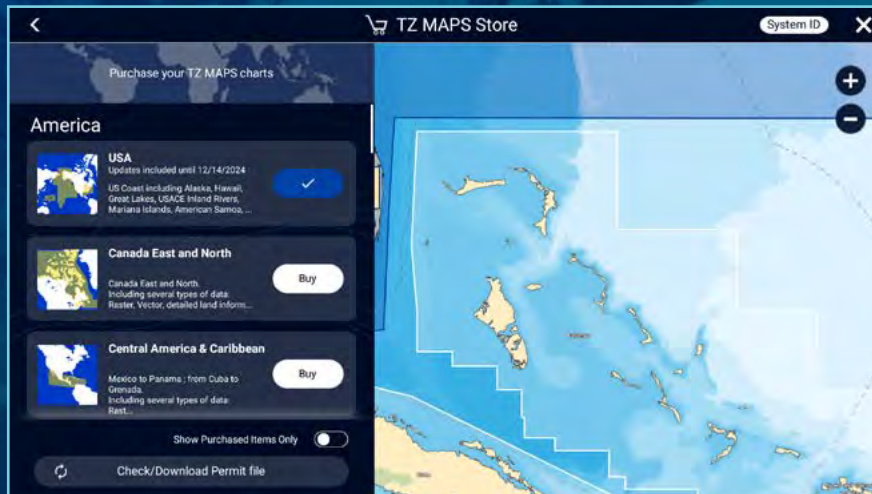 TZ MAPS Store
System ID
Purchase your TZ MAPS charts
America
USA
Updates included until 12/14/2024
US Coast including Alaska, Hawaii,
Great Lakes, USACE Inland Rivers,
Mariana Islands, American Samoa, ...
Canada East and North
Canada East and North.
Including several types of data:
Raster, Vector, detailed land inform...
Buy
Central America & Caribbean
Mexico to Panama ; from Cuba to
Grenada.
Including several types of data:
Rast...
Buy
Show Purchased Items Only
Check/Download Permit file